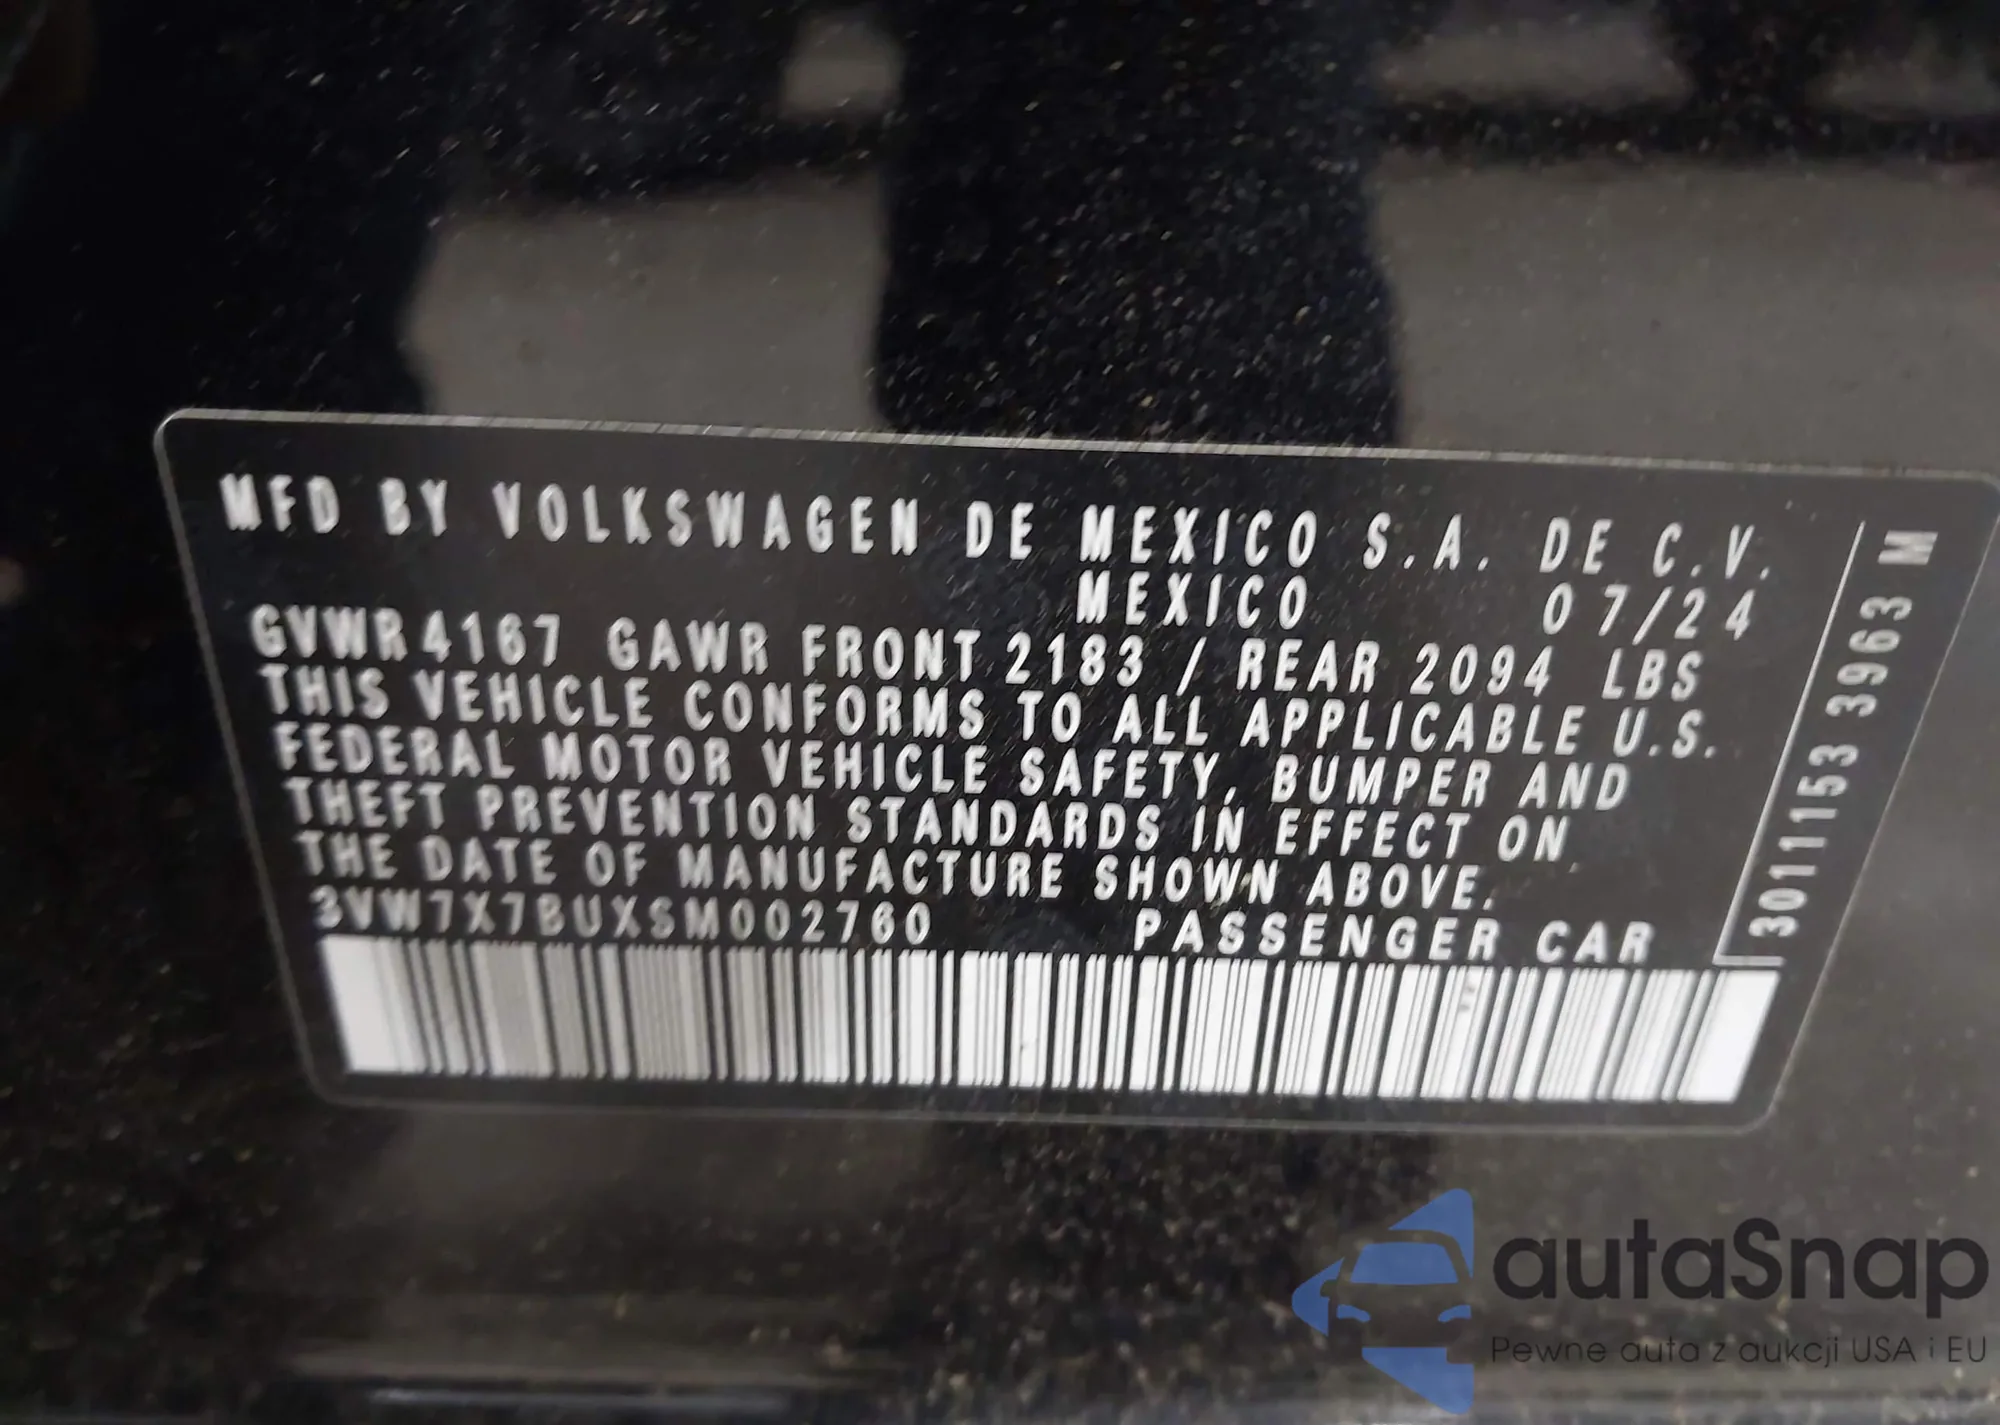 MFD BY VOLKSWAGEN DE MEXICO S.A. DE C.V.
MEXICO 07/24
GVWR 4167 GAWR FRONT 2183 / REAR 2094 LBS
THIS VEHICLE CONFORMS TO ALL APPLICABLE U.S.
FEDERAL MOTOR VEHICLE SAFETY, BUMPER AND
THEFT PREVENTION STANDARDS IN EFFECT ON
THE DATE OF MANUFACTURE SHOWN ABOVE.
3VW7X7BUXSM002760 PASSENGER CAR
3011153 3963 M
autaSnap
Pewne auta z aukcji USA i EU